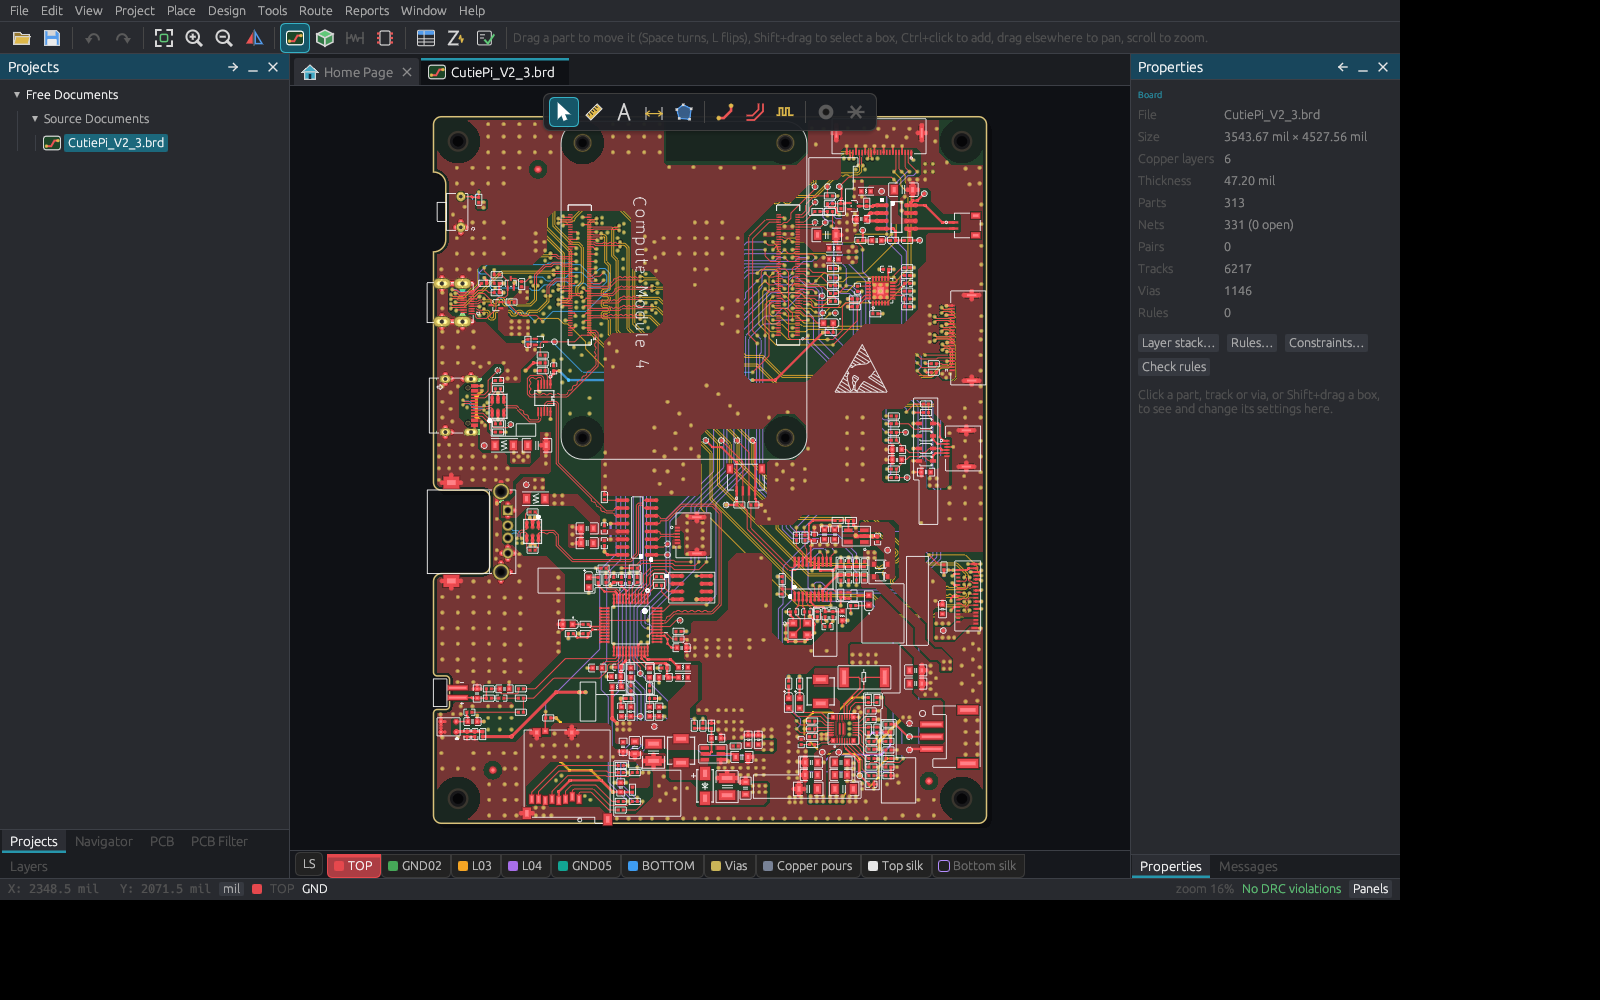 File Edit View Project Place Design Tools Route Reports Window Help
Drag a part to move it (Space turns, L flips), Shift+drag to select a box, Ctrl+click to add, drag elsewhere to pan, scroll to zoom.
Projects
Free Documents
Source Documents
CutiePi_V2_3.brd
Home Page
CutiePi_V2_3.brd
Compute Module 4
Properties
Board
File CutiePi_V2_3.brd
Size 3543.67 mil × 4527.56 mil
Copper layers 6
Thickness 47.20 mil
Parts 313
Nets 331 (0 open)
Pairs 0
Tracks 6217
Vias 1146
Rules 0
Layer stack... Rules... Constraints...
Check rules
Click a part, track or via, or Shift+drag a box,
to see and change its settings here.
Projects Navigator PCB PCB Filter
Layers
LS TOP GND02 L03 L04 GND05 BOTTOM Vias Copper pours Top silk Bottom silk
Properties Messages
X: 2348.5 mil Y: 2071.5 mil mil TOP GND
zoom 16% No DRC violations Panels